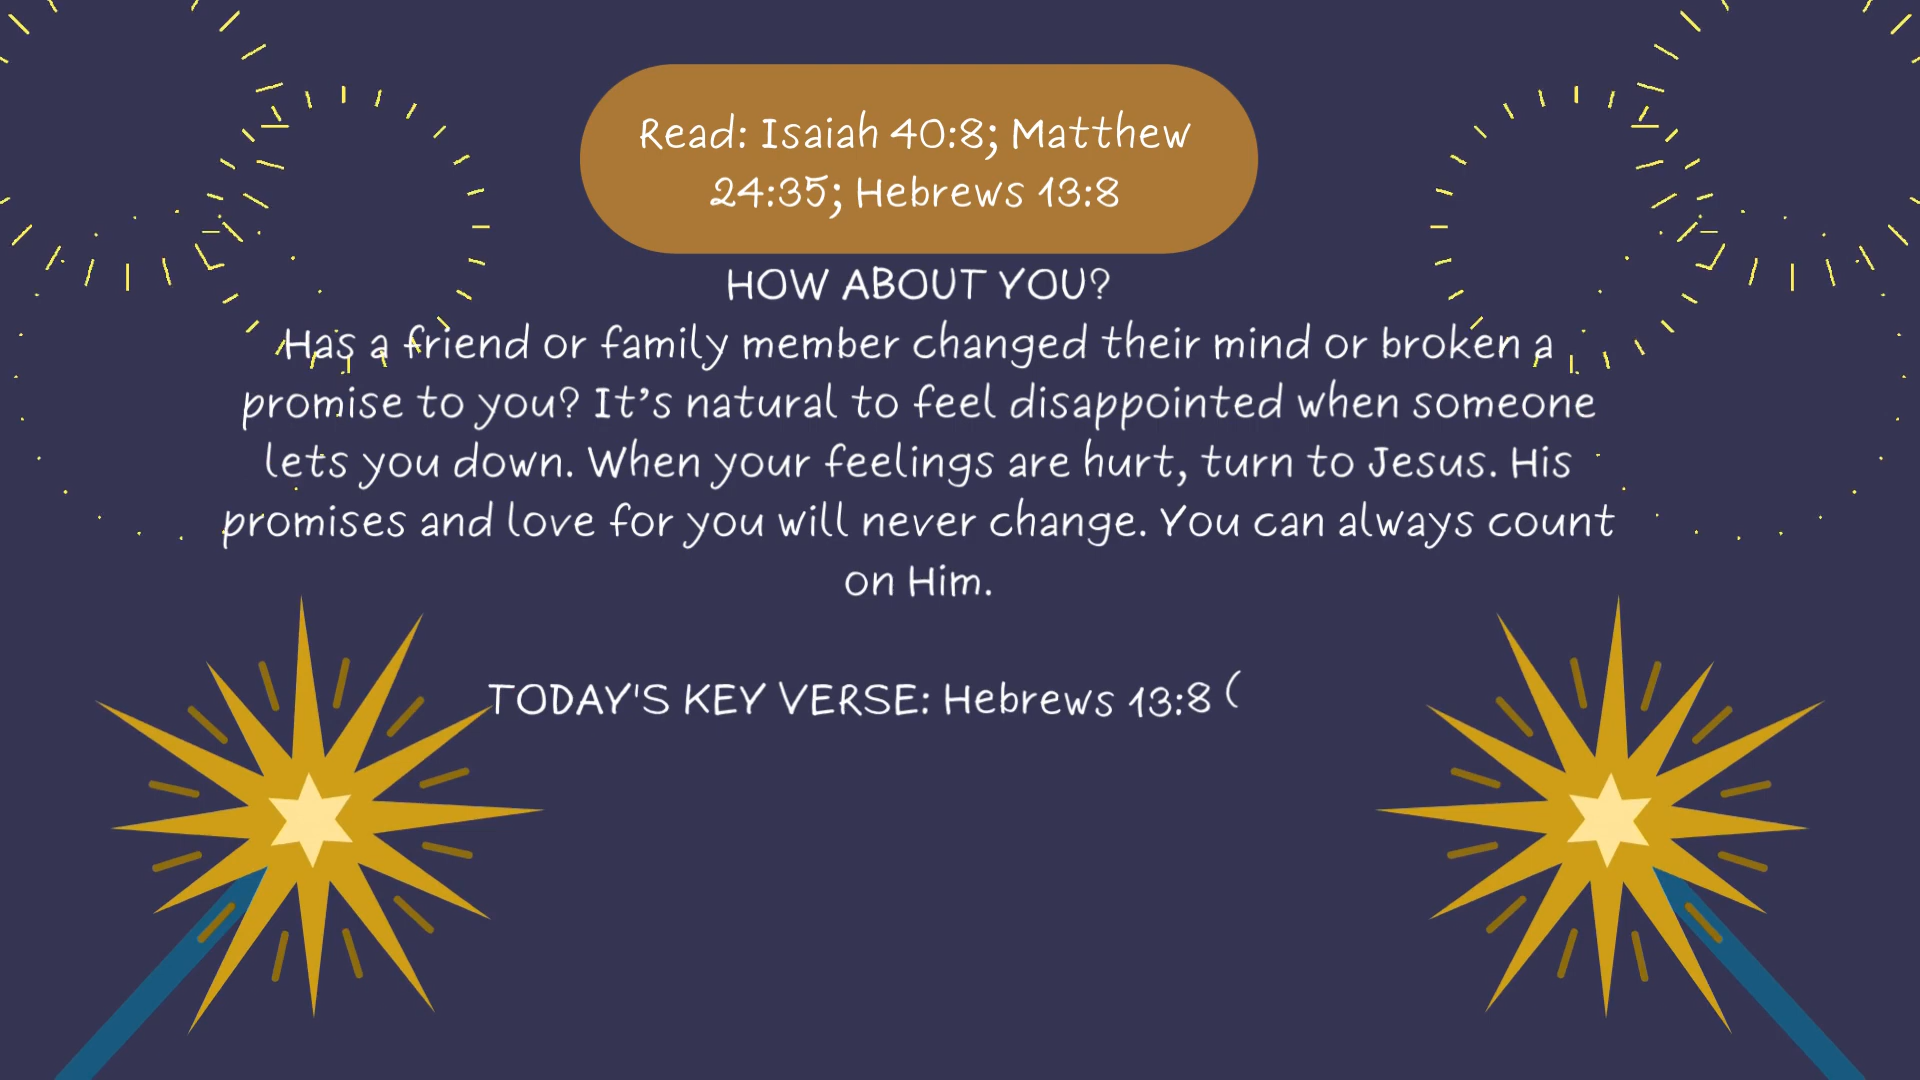 Read: Isaiah 40:8; Matthew
24:35; Hebrews 13:8
HOW ABOUT YOU?
Has a friend or family member changed their mind or broken a
promise to you? It’s natural to feel disappointed when someone
lets you down. When your feelings are hurt, turn to Jesus. His
promises and love for you will never change. You can always count
on Him.
TODAY'S KEY VERSE: Hebrews 13:8 (